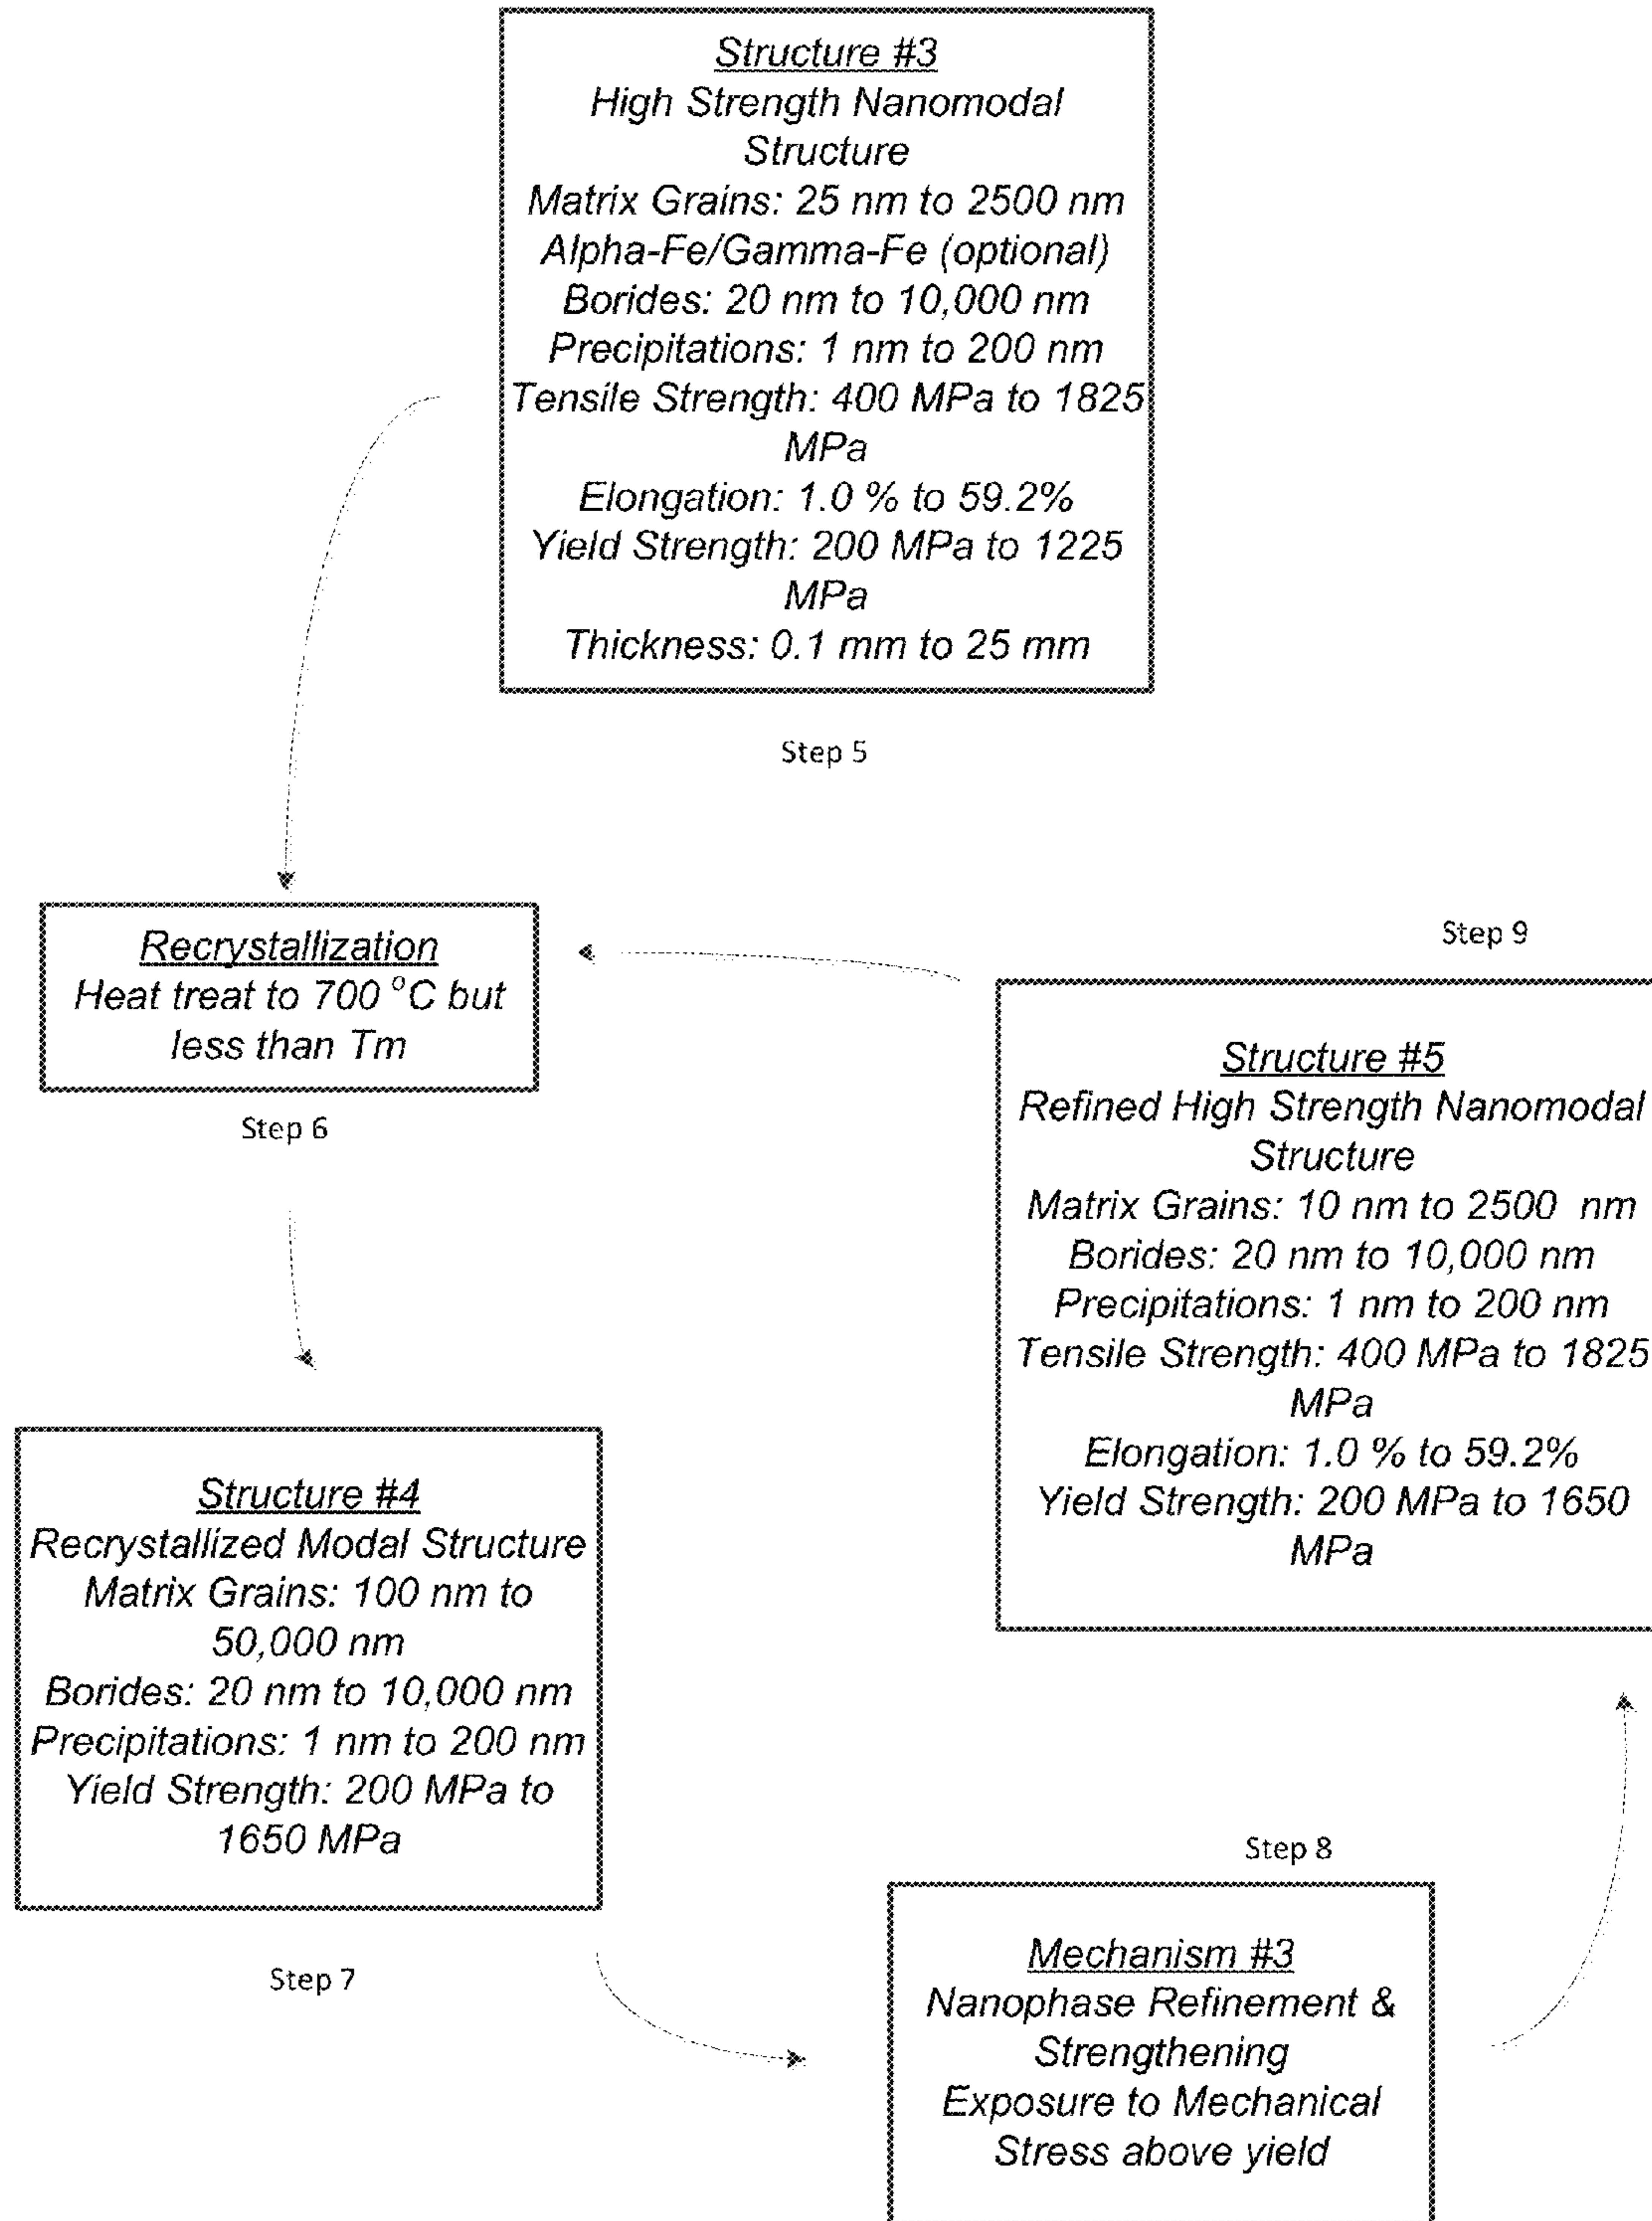 Structure #3
High Strength Nanomodal
Structure
Matrix Grains: 25 nm to 2500 nm
Alpha-Fe/Gamma-Fe (optional)
Borides: 20 nm to 10,000 nm
Precipitations: 1 nm to 200 nm
Tensile Strength: 400 MPa to 1825
MPa
Elongation: 1.0 % to 59.2%
Yield Strength: 200 MPa to 1225
MPa
Thickness: 0.1 mm to 25 mm
Step 5
Recrystallization
Heat treat to 700 °C but
less than Tm
Step 6
Structure #4
Recrystallized Modal Structure
Matrix Grains: 100 nm to
50,000 nm
Borides: 20 nm to 10,000 nm
Precipitations: 1 nm to 200 nm
Yield Strength: 200 MPa to
1650 MPa
Step 7
Step 8
Mechanism #3
Nanophase Refinement &
Strengthening
Exposure to Mechanical
Stress above yield
Step 9
Structure #5
Refined High Strength Nanomodal
Structure
Matrix Grains: 10 nm to 2500 nm
Borides: 20 nm to 10,000 nm
Precipitations: 1 nm to 200 nm
Tensile Strength: 400 MPa to 1825
MPa
Elongation: 1.0 % to 59.2%
Yield Strength: 200 MPa to 1650
MPa